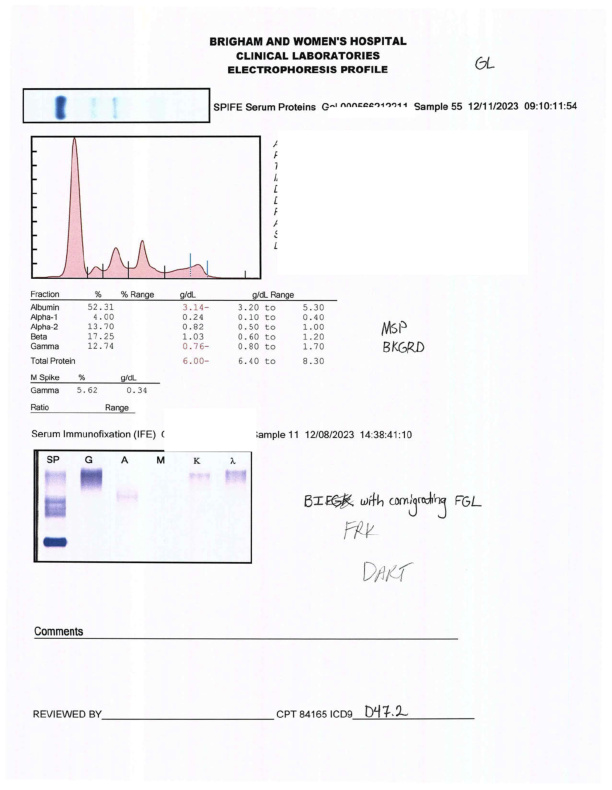 BRIGHAM AND WOMEN'S HOSPITAL
CLINICAL LABORATORIES
ELECTROPHORESIS PROFILE
GL
SPIFE Serum Proteins Sample 55 12/11/2023 09:10:11:54
Fraction % % Range g/dL g/dL Range
Albumin 52.31 3.14- 3.20 to 5.30
Alpha-1 4.00 0.24 0.10 to 0.40
Alpha-2 13.70 0.82 0.50 to 1.00
Beta 17.25 1.03 0.60 to 1.20
Gamma 12.74 0.76- 0.80 to 1.70
Total Protein 6.00- 6.40 to 8.30
MSP
BKGRD
M Spike % g/dL
Gamma 5.62 0.34
Ratio Range
Serum Immunofixation (IFE) Sample 11 12/08/2023 14:38:41:10
SP G A M K λ
with comigrating FGL
FRK
DART
Comments
REVIEWED BY CPT 84165 ICD9 D47.2